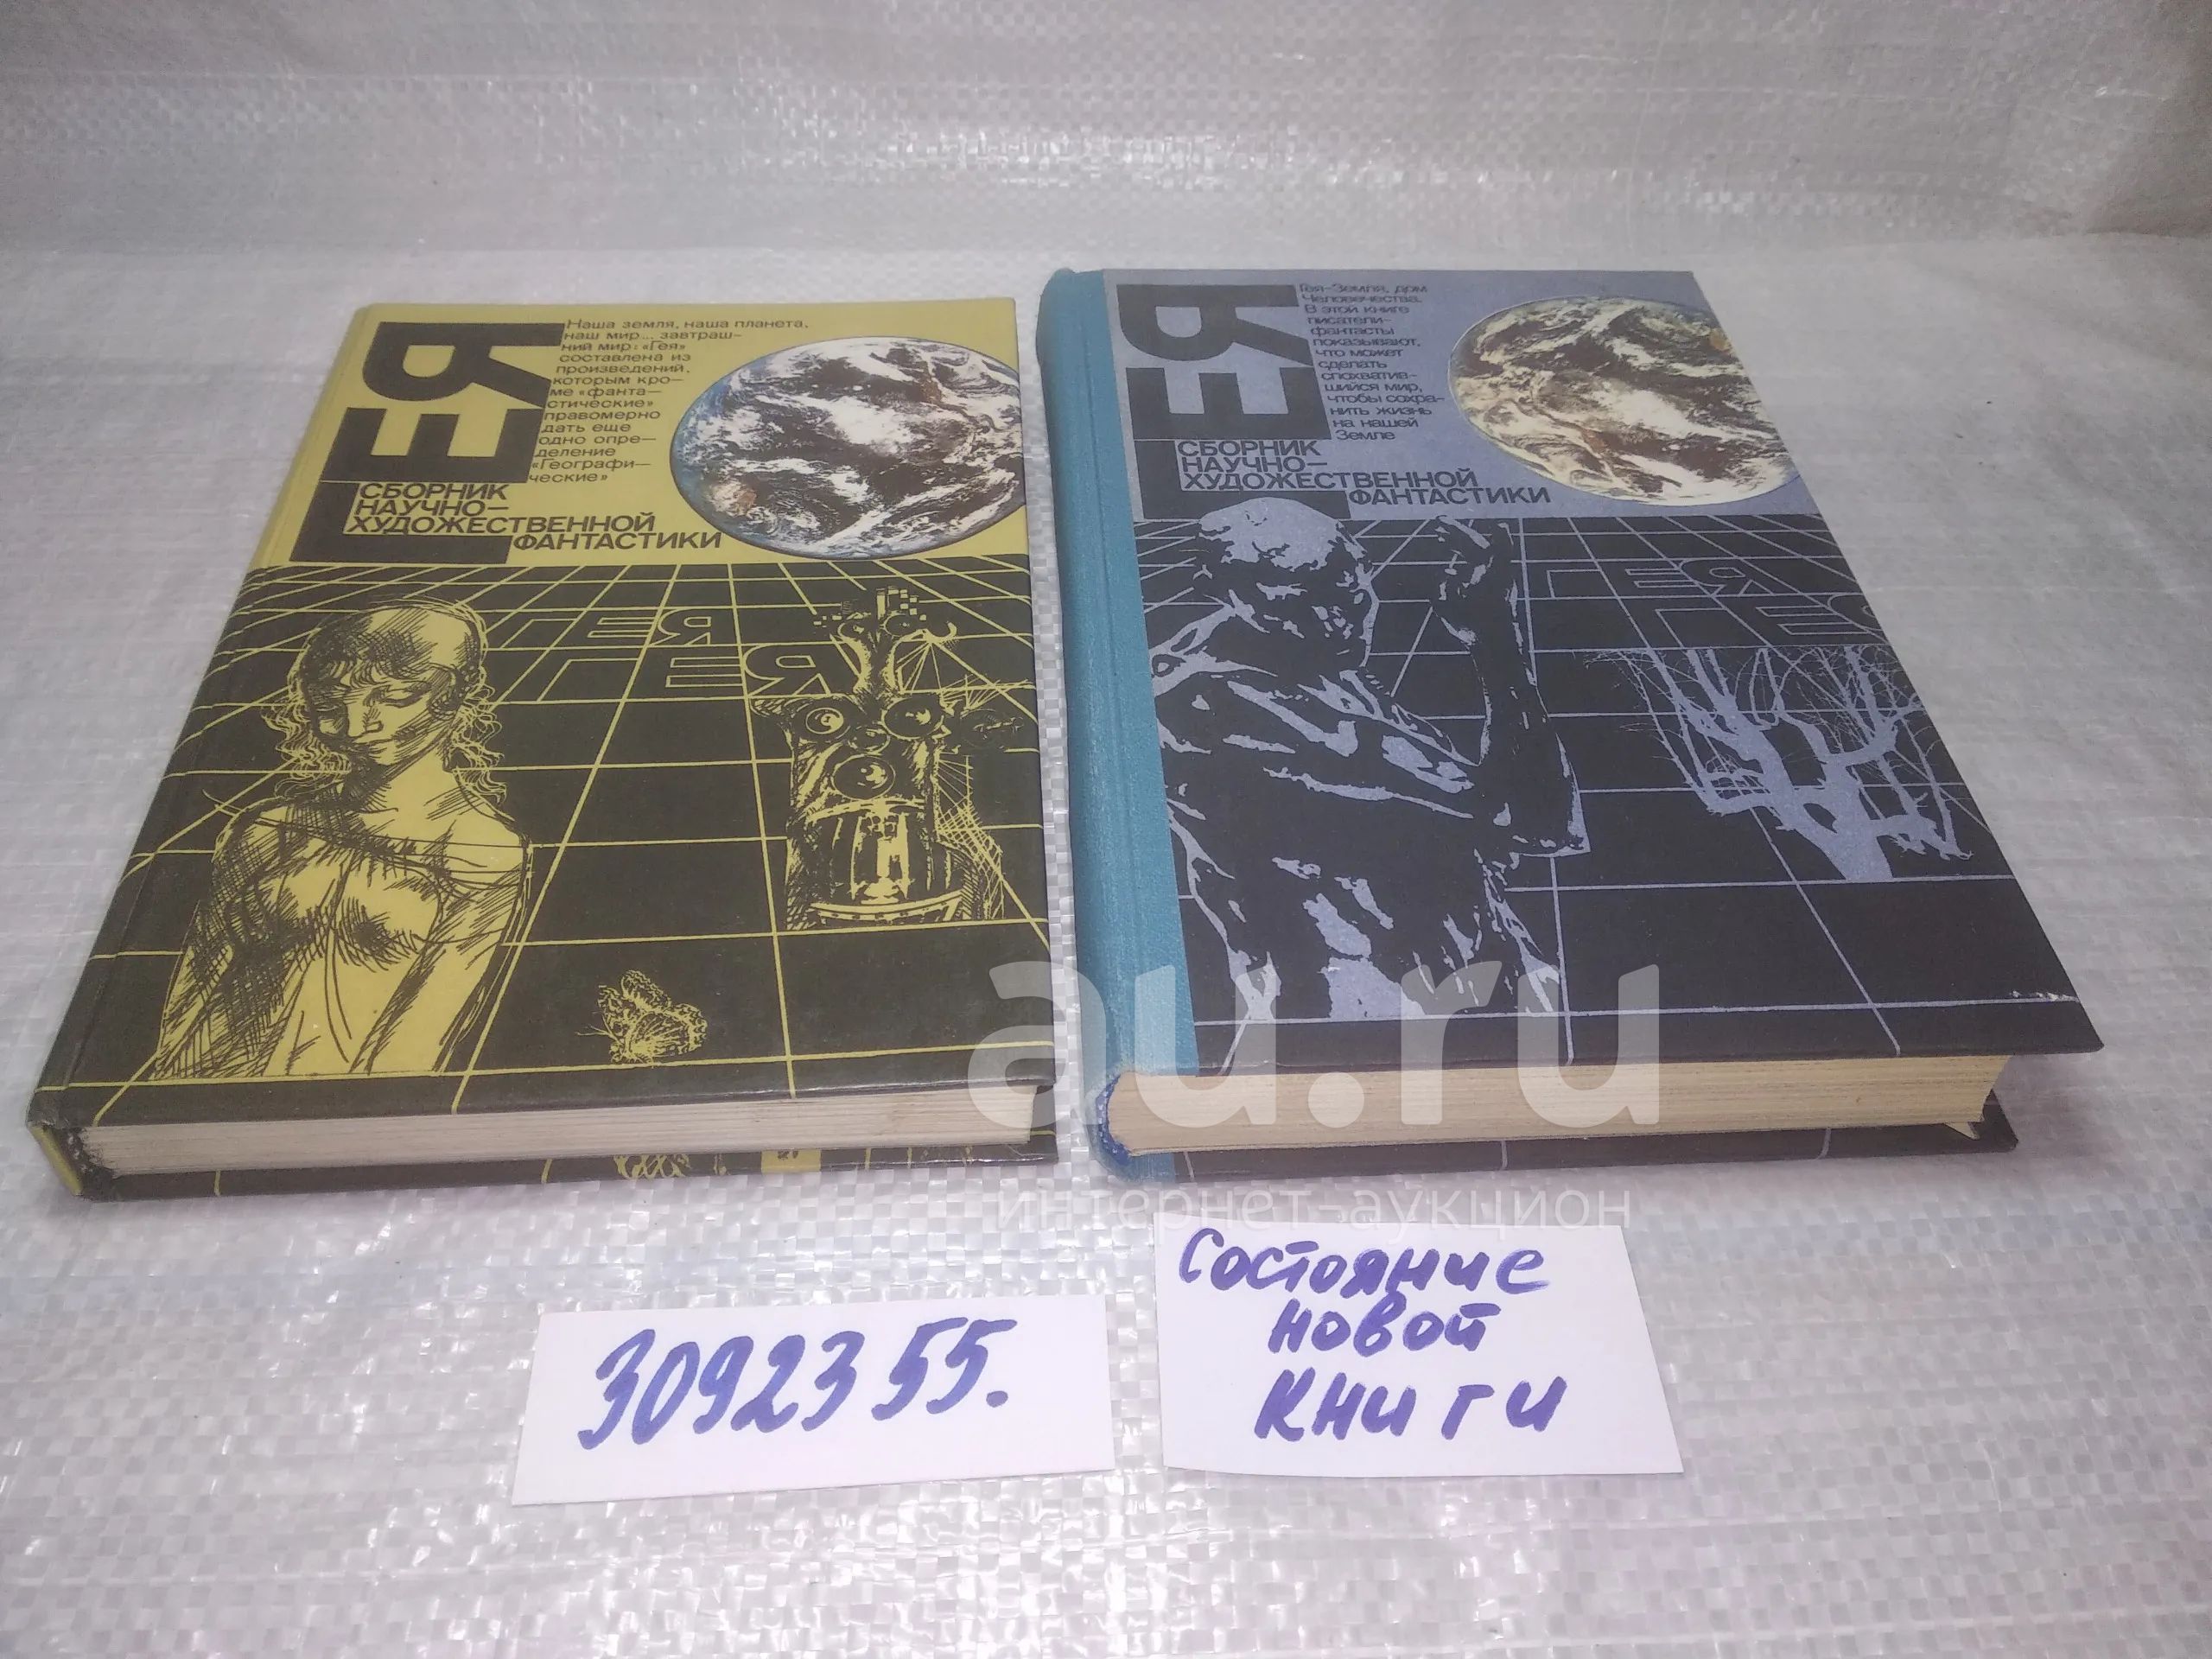 ГЕЯ
Наша земля, наша планета,
наш мир... завтраш-
ний мир: «Гея»
составлена из
произведений,
которым кро-
ме «фанта-
стические»
правомерно
дать еще
одно опре-
деление
«Географи-
ческие»
СБОРНИК
НАУЧНО-
ХУДОЖЕСТВЕННОЙ
ФАНТАСТИКИ
ГЕЯ
ГЕЯ
ГЕЯ
Гея-Земля, дом
Человечества.
В этой книге
писатели-
фантасты
показывают,
что может
сделать
спохватив-
шийся мир,
чтобы сохра-
нить жизнь
на нашей
Земле
СБОРНИК
НАУЧНО-
ХУДОЖЕСТВЕННОЙ
ФАНТАСТИКИ
ГЕЯ
ГЕЯ
au.ru
интернет-аукцион
3092355.
Состояние
новой
книги